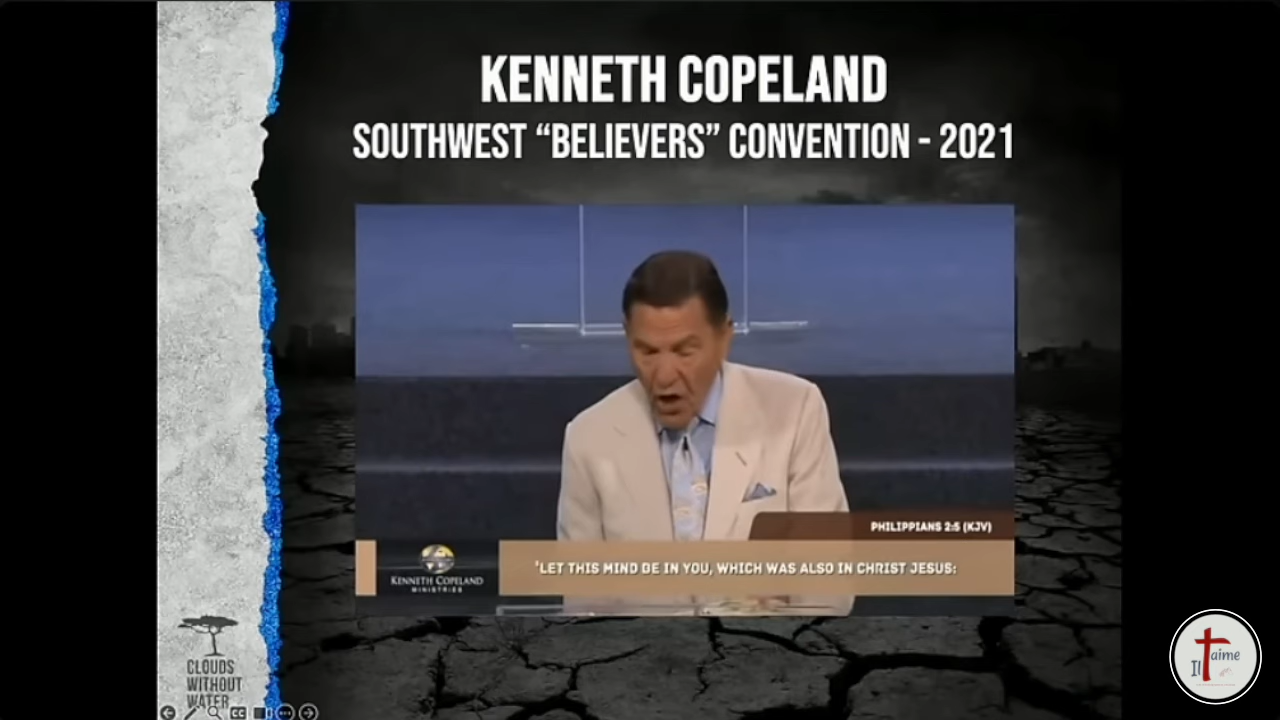 KENNETH COPELAND
SOUTHWEST “BELIEVERS” CONVENTION - 2021
PHILIPPIANS 2:5 (KJV)
KENNETH COPELAND
MINISTRIES
'LET THIS MIND BE IN YOU, WHICH WAS ALSO IN CHRIST JESUS:
CLOUDS
WITHOUT
WATER
CC
Il t'aime